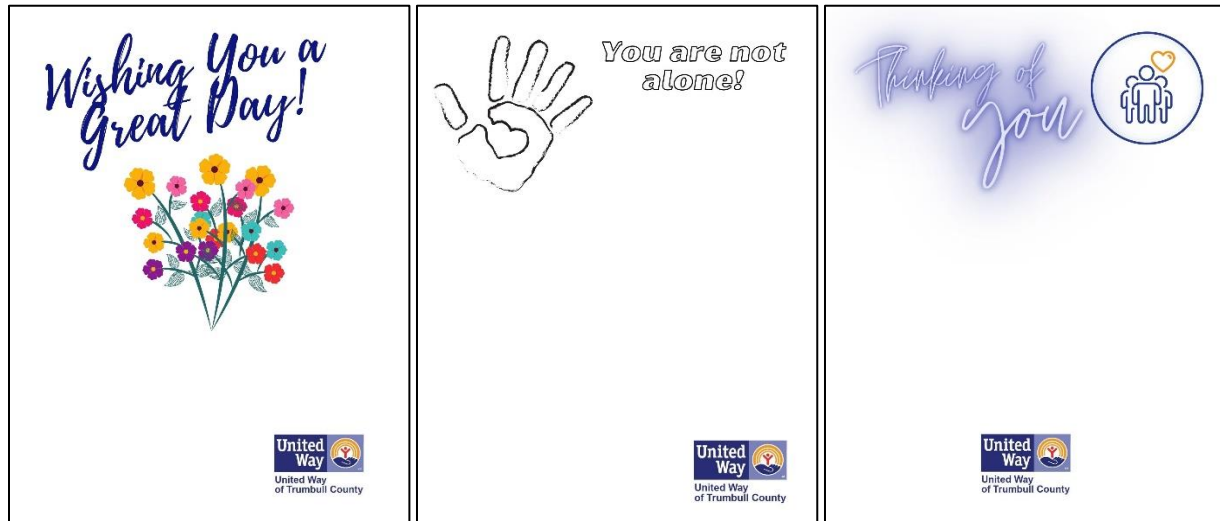 Wishing You a
Great Day!
United
Way
United Way
of Trumbull County
You are not
alone!
United
Way
United Way
of Trumbull County
Thinking of
you
United
Way
United Way
of Trumbull County